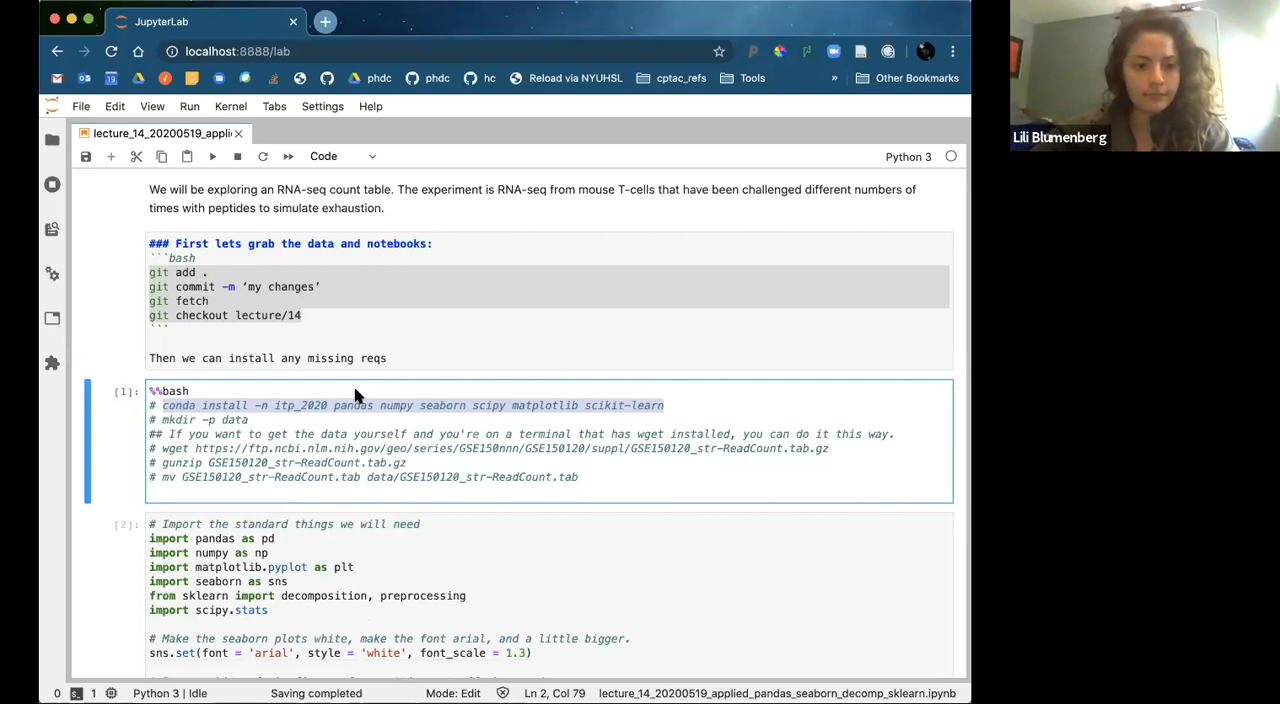 JupyterLab
localhost:8888/lab
phdc phdc hc Reload via NYUHSL cptac_refs Tools » Other Bookmarks
File Edit View Run Kernel Tabs Settings Help
lecture_14_20200519_appli
Code Python 3
We will be exploring an RNA-seq count table. The experiment is RNA-seq from mouse T-cells that have been challenged different numbers of
times with peptides to simulate exhaustion.
### First lets grab the data and notebooks:
```bash
git add .
git commit -m ‘my changes’
git fetch
git checkout lecture/14
```
Then we can install any missing reqs
[1]: %%bash
# conda install -n itp_2020 pandas numpy seaborn scipy matplotlib scikit-learn
# mkdir -p data
## If you want to get the data yourself and you're on a terminal that has wget installed, you can do it this way.
# wget https://ftp.ncbi.nlm.nih.gov/geo/series/GSE150nnn/GSE150120/suppl/GSE150120_str-ReadCount.tab.gz
# gunzip GSE150120_str-ReadCount.tab.gz
# mv GSE150120_str-ReadCount.tab data/GSE150120_str-ReadCount.tab
[2]: # Import the standard things we will need
import pandas as pd
import numpy as np
import matplotlib.pyplot as plt
import seaborn as sns
from sklearn import decomposition, preprocessing
import scipy.stats
# Make the seaborn plots white, make the font arial, and a little bigger.
sns.set(font = 'arial', style = 'white', font_scale = 1.3)
0 1 Python 3 | Idle Saving completed Mode: Edit Ln 2, Col 79 lecture_14_20200519_applied_pandas_seaborn_decomp_sklearn.ipynb
Lili Blumenberg